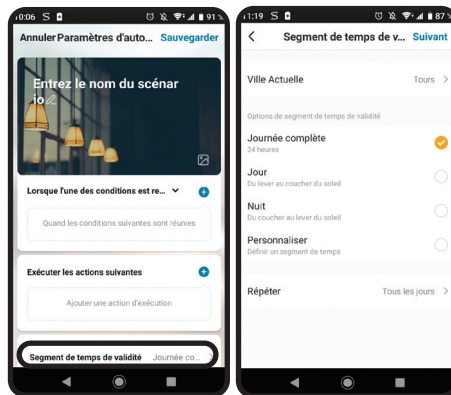 10:06 S 91 %
Annuler Paramètres d'auto... Sauvegarder
Entrez le nom du scénar
io
Lorsque l'une des conditions est re...
Quand les conditions suivantes sont réunies
Exécuter les actions suivantes
Ajouter une action d'exécution
Segment de temps de validité Journée co...
11:19 S 87 %
Segment de temps de v... Suivant
Ville Actuelle Tours
Options de segment de temps de validité
Journée complète
24 heures
Jour
Du lever au coucher du soleil
Nuit
Du coucher au lever du soleil
Personnaliser
Définir un segment de temps
Répéter Tous les jours